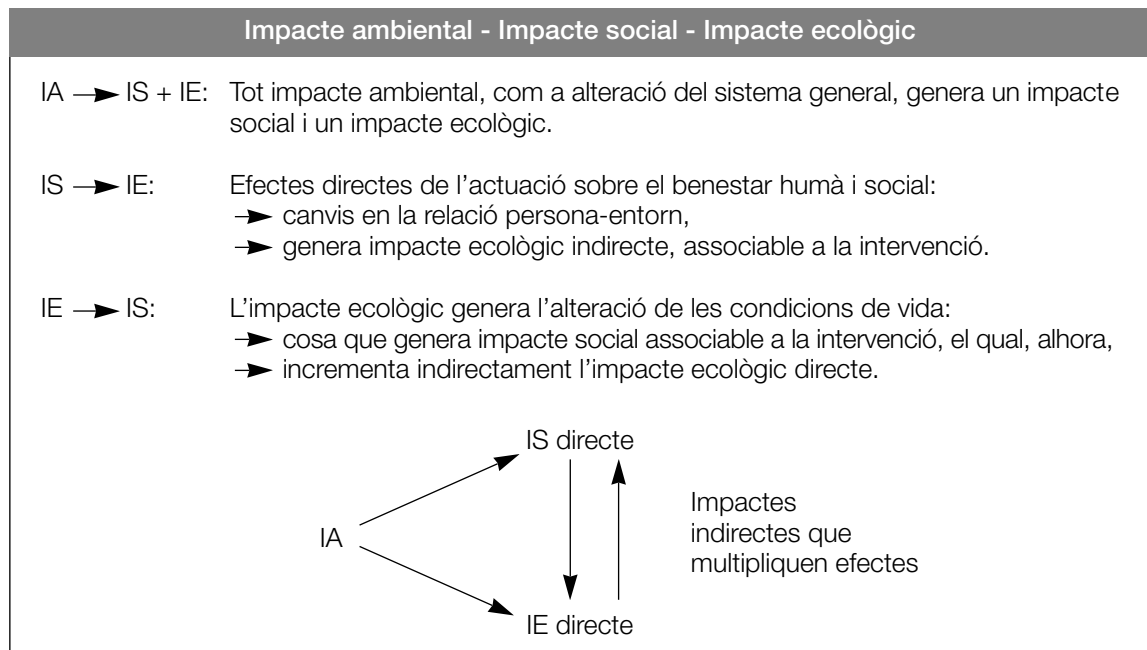 Impacte ambiental - Impacte social - Impacte ecològic
IA → IS + IE: Tot impacte ambiental, com a alteració del sistema general, genera un impacte
social i un impacte ecològic.
IS → IE: Efectes directes de l’actuació sobre el benestar humà i social:
→ canvis en la relació persona-entorn,
→ genera impacte ecològic indirecte, associable a la intervenció.
IE → IS: L’impacte ecològic genera l’alteració de les condicions de vida:
→ cosa que genera impacte social associable a la intervenció, el qual, alhora,
→ incrementa indirectament l’impacte ecològic directe.
IS directe
IA
Impactes
indirectes que
multipliquen efectes
IE directe